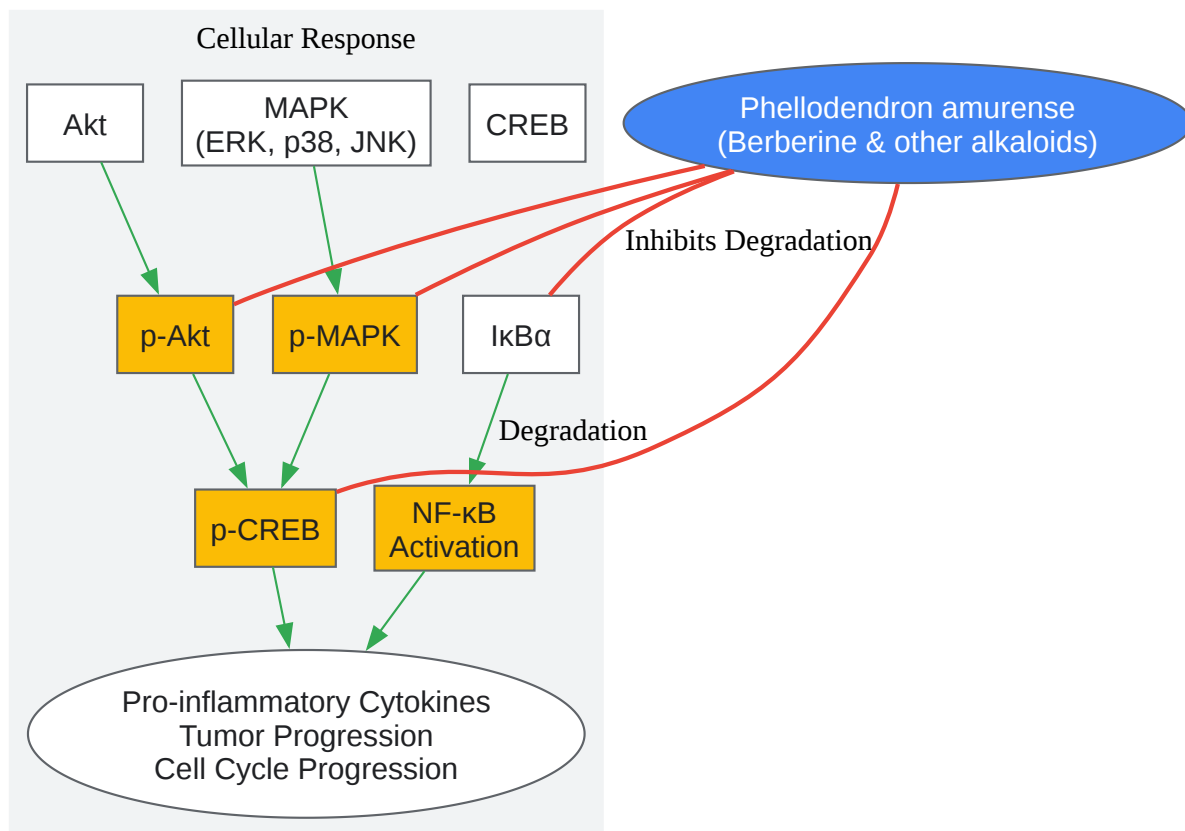 Cellular Response
Akt
MAPK
(ERK, p38, JNK)
CREB
Phellodendron amurense
(Berberine & other alkaloids)
Inhibits Degradation
p-Akt
p-MAPK
IκBα
Degradation
p-CREB
NF-κB
Activation
Pro-inflammatory Cytokines
Tumor Progression
Cell Cycle Progression